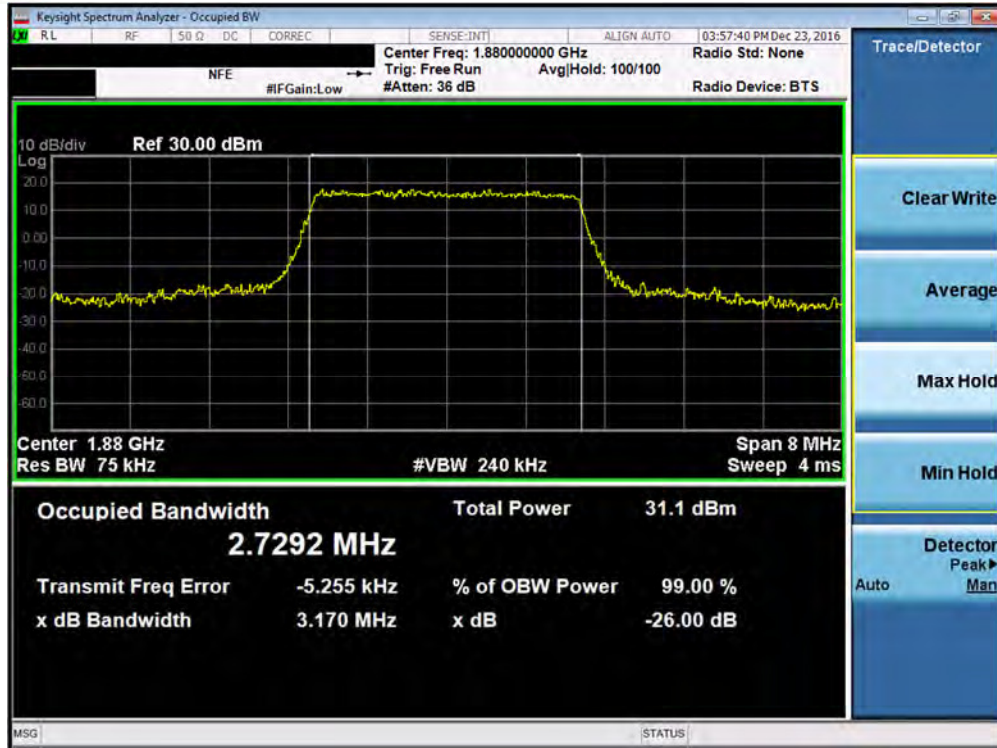 Keysight Spectrum Analyzer - Occupied BW
LXI RL RF 50 Ω DC CORREC SENSE:INT ALIGN AUTO 03:57:40 PM Dec 23, 2016
Center Freq: 1.880000000 GHz Radio Std: None
NFE Trig: Free Run Avg|Hold: 100/100
#IFGain:Low #Atten: 36 dB Radio Device: BTS
10 dB/div Ref 30.00 dBm
Log
20.0
10.0
0.00
-10.0
-20.0
-30.0
-40.0
-50.0
-60.0
Center 1.88 GHz Span 8 MHz
Res BW 75 kHz #VBW 240 kHz Sweep 4 ms
Occupied Bandwidth Total Power 31.1 dBm
2.7292 MHz
Transmit Freq Error -5.255 kHz % of OBW Power 99.00 %
x dB Bandwidth 3.170 MHz x dB -26.00 dB
MSG STATUS
Trace/Detector
Clear Write
Average
Max Hold
Min Hold
Detector
Peak▶
Auto Man